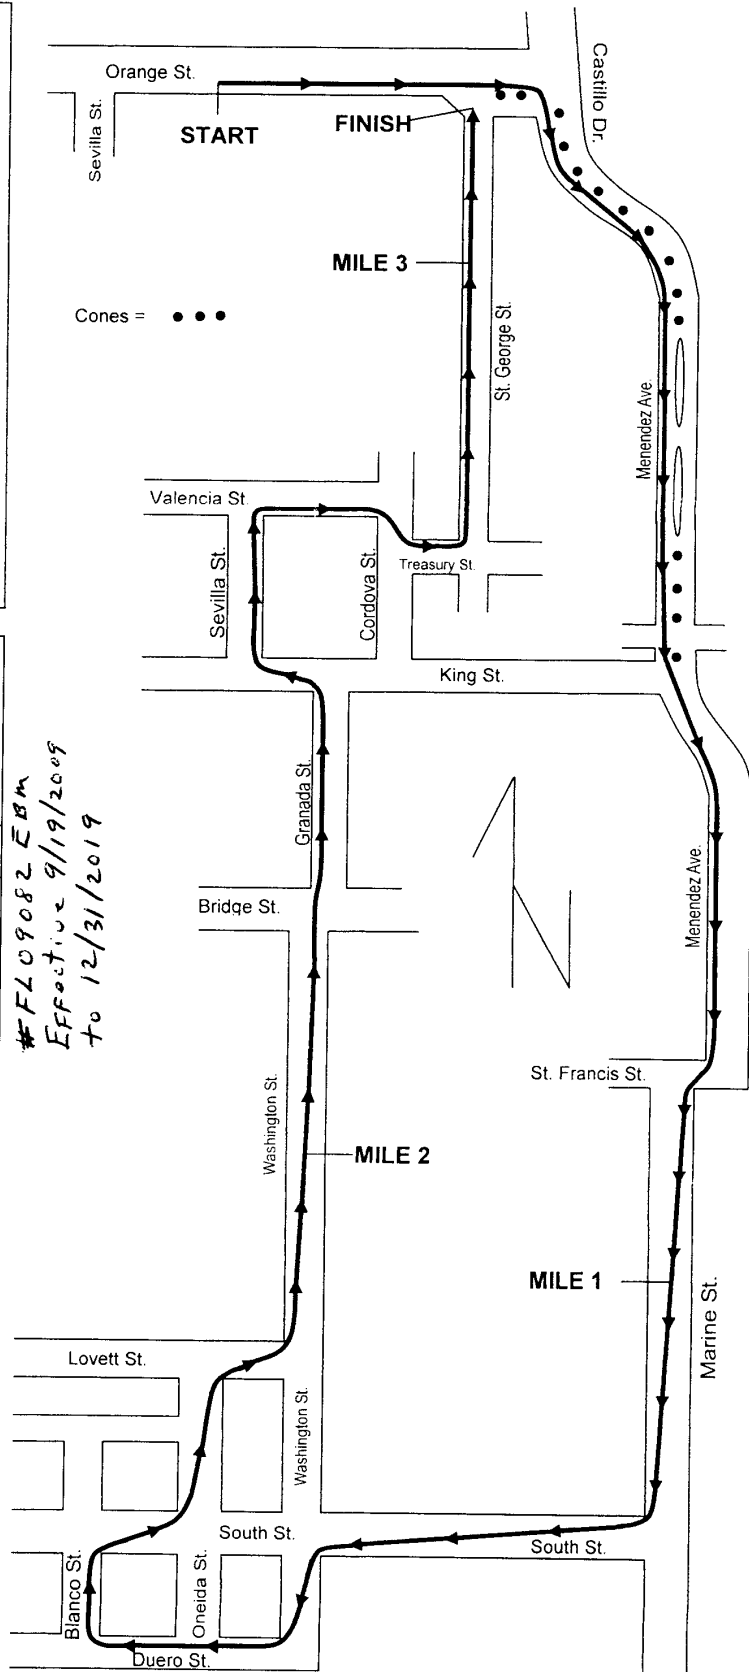 Orange St.
Castillo Dr.
Sevilla St.
START
FINISH
MILE 3
Cones =
St. George St.
Menendez Ave.
Valencia St.
Sevilla St.
Cordova St.
Treasury St.
King St.
Granada St.
#FL09082 EBM
Effective 9/19/2009
to 12/31/2019
Bridge St.
Menendez Ave.
N
St. Francis St.
Washington St.
MILE 2
MILE 1
Marine St.
Lovett St.
Washington St.
South St.
South St.
Blanco St.
Oneida St.
Duero St.